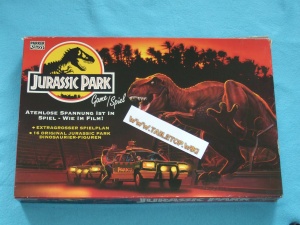 PARKER
JURASSIC PARK
Game/Spiel
ATEMLOSE SPANNUNG IST IM
SPIEL - WIE IM FILM!
• EXTRAGROSSER SPIELPLAN
• 14 ORIGINAL JURASSIC PARK
DINOSAURIER-FIGUREN
WWW.TABLETOP.WIKI